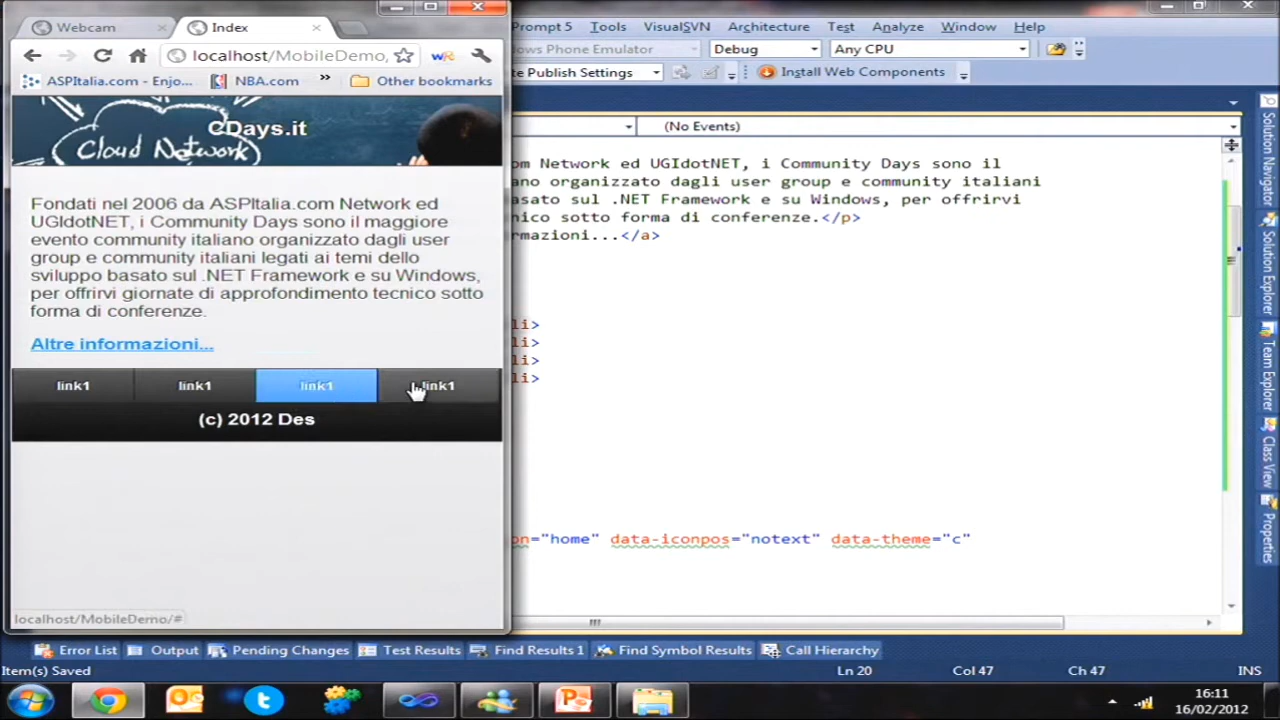 Webcam
Index
Prompt 5 Tools VisualSVN Architecture Test Analyze Window Help
localhost/MobileDemo/
ows Phone Emulator Debug Any CPU
ASPItalia.com - Enjo... NBA.com » Other bookmarks
te Publish Settings Install Web Components
CDays.it
Cloud Network
(No Events)
om Network ed UGIdotNET, i Community Days sono il
ano organizzato dagli user group e community italiani
asato sul .NET Framework e su Windows, per offrirvi
nico sotto forma di conferenze.</p>
formazioni...</a>
li>
li>
li>
li>
on="home" data-iconpos="notext" data-theme="c"
Fondati nel 2006 da ASPItalia.com Network ed
UGIdotNET, i Community Days sono il maggiore
evento community italiano organizzato dagli user
group e community italiani legati ai temi dello
sviluppo basato sul .NET Framework e su Windows,
per offrirvi giornate di approfondimento tecnico sotto
forma di conferenze.
Altre informazioni...
link1 link1 link1 link1
(c) 2012 Des
localhost/MobileDemo/#
Solution Navigator
Solution Explorer
Team Explorer
Class View
Properties
Error List Output Pending Changes Test Results Find Results 1 Find Symbol Results Call Hierarchy
Item(s) Saved Ln 20 Col 47 Ch 47 INS
16:11
16/02/2012